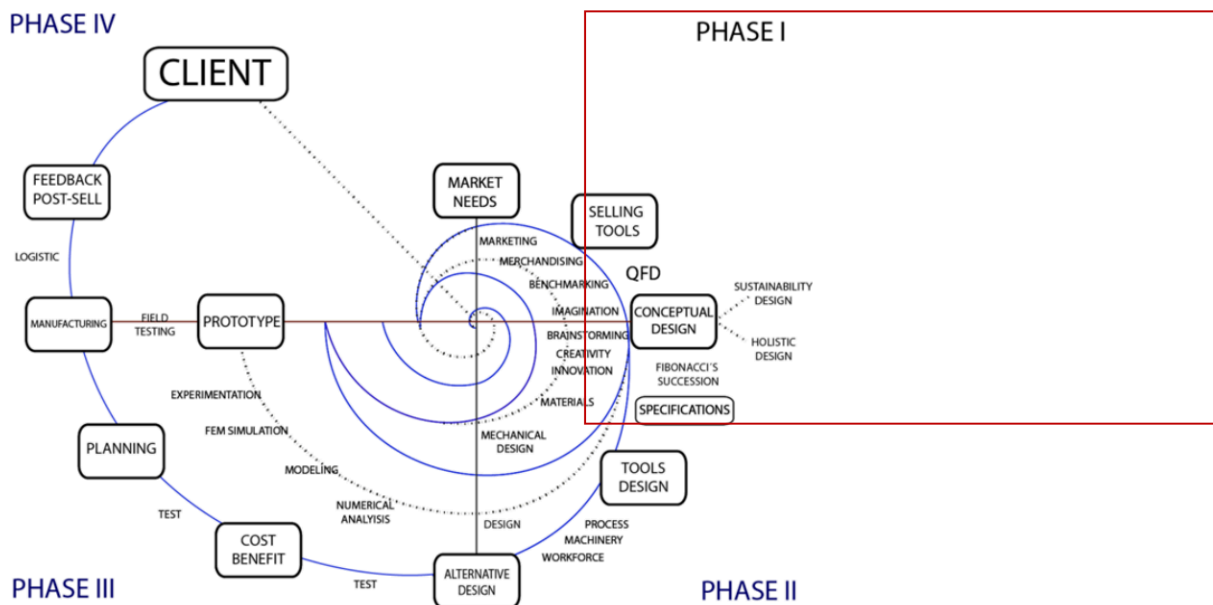 PHASE IV
PHASE I
CLIENT
FEEDBACK
POST-SELL
MARKET
NEEDS
SELLING
TOOLS
LOGISTIC
MARKETING
MERCHANDISING
QFD
BENCHMARKING
SUSTAINABILITY
DESIGN
IMAGINATION
CONCEPTUAL
DESIGN
MANUFACTURING
FIELD
TESTING
PROTOTYPE
BRAINSTORMING
CREATIVITY
INNOVATION
HOLISTIC
DESIGN
FIBONACCI´S
SUCCESSION
EXPERIMENTATION
MATERIALS
SPECIFICATIONS
FEM SIMULATION
MECHANICAL
DESIGN
PLANNING
MODELING
TOOLS
DESIGN
NUMERICAL
ANALYISIS
TEST
DESIGN
PROCESS
MACHINERY
WORKFORCE
COST
BENEFIT
TEST
ALTERNATIVE
DESIGN
PHASE III
PHASE II